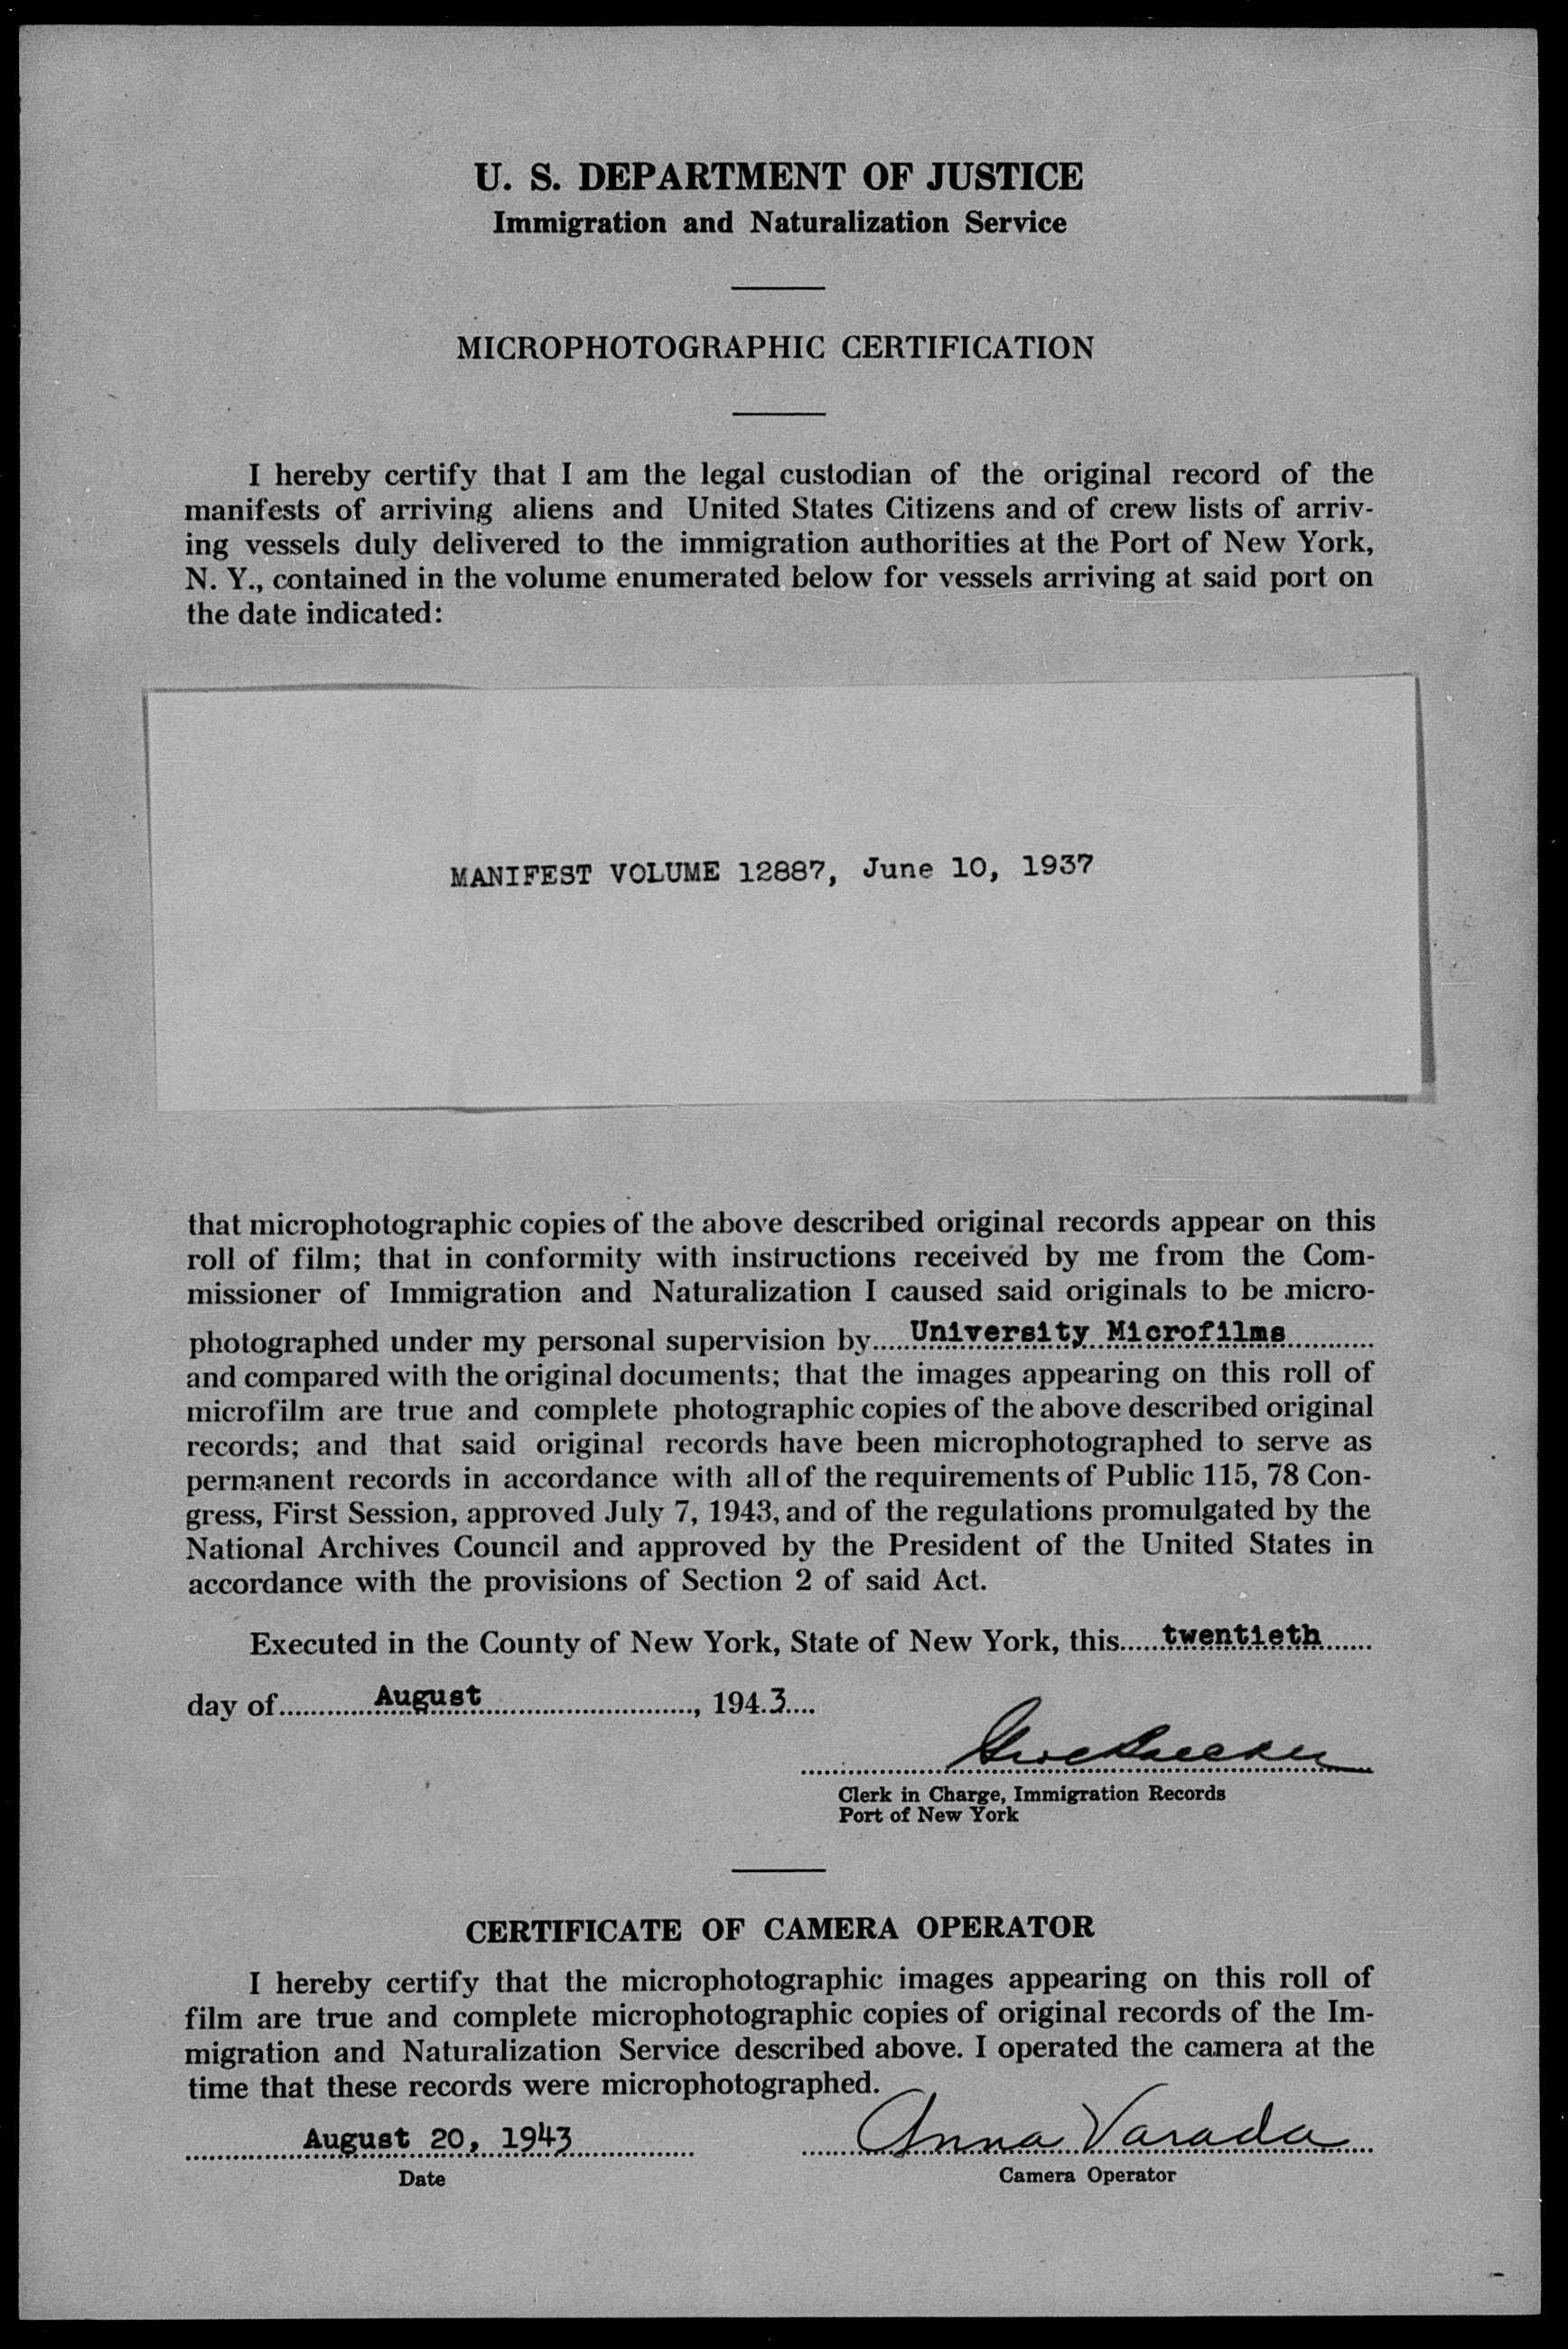 U. S. DEPARTMENT OF JUSTICE
Immigration and Naturalization Service
MICROPHOTOGRAPHIC CERTIFICATION
I hereby certify that I am the legal custodian of the original record of the
manifests of arriving aliens and United States Citizens and of crew lists of arriv-
ing vessels duly delivered to the immigration authorities at the Port of New York,
N. Y., contained in the volume enumerated below for vessels arriving at said port on
the date indicated:
MANIFEST VOLUME 12887, June 10, 1937
that microphotographic copies of the above described original records appear on this
roll of film; that in conformity with instructions received by me from the Com-
missioner of Immigration and Naturalization I caused said originals to be micro-
photographed under my personal supervision by University Microfilms
and compared with the original documents; that the images appearing on this roll of
microfilm are true and complete photographic copies of the above described original
records; and that said original records have been microphotographed to serve as
permanent records in accordance with all of the requirements of Public 115, 78 Con-
gress, First Session, approved July 7, 1943, and of the regulations promulgated by the
National Archives Council and approved by the President of the United States in
accordance with the provisions of Section 2 of said Act.
Executed in the County of New York, State of New York, this twentieth
day of August, 1943
Clerk in Charge, Immigration Records
Port of New York
CERTIFICATE OF CAMERA OPERATOR
I hereby certify that the microphotographic images appearing on this roll of
film are true and complete microphotographic copies of original records of the Im-
migration and Naturalization Service described above. I operated the camera at the
time that these records were microphotographed.
August 20, 1943 Anna Varada
Date Camera Operator